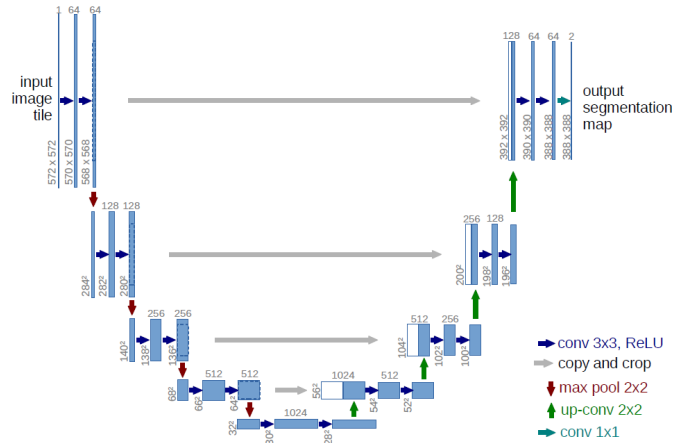 1 64 64
input
image
tile
572 x 572
570 x 570
568 x 568
128 64 64 2
output
segmentation
map
392 x 392
390 x 390
388 x 388
388 x 388
128 128
284²
282²
280²
256 128
200²
198²
196²
256 256
140²
138²
136²
512 256
104²
102²
100²
512 512
68²
66²
64²
1024 512
56²
54²
52²
1024
32²
30²
28²
conv 3x3, ReLU
copy and crop
max pool 2x2
up-conv 2x2
conv 1x1